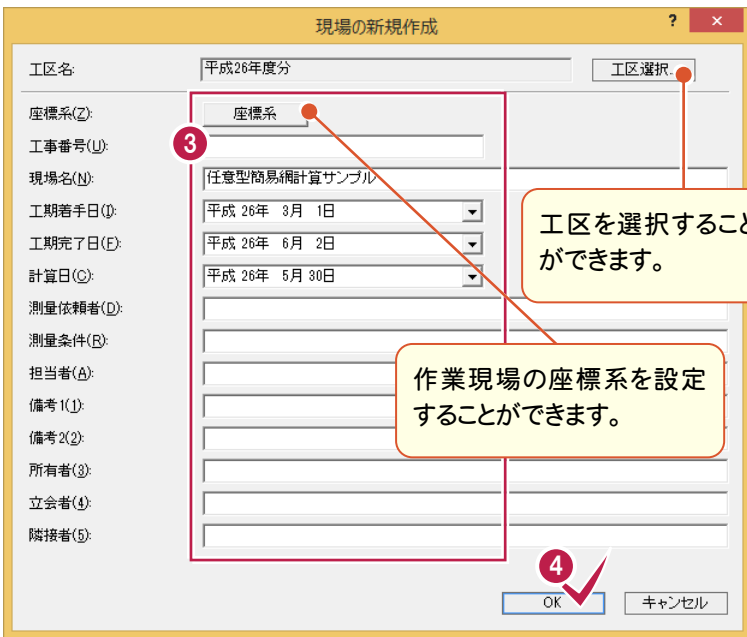 現場の新規作成
? ×
工区名: 平成26年度分 工区選択...
座標系(Z): 座標系
3
工事番号(U):
現場名(N): 任意型簡易網計算サンプル
工期着手日(I): 平成 26年 3月 1日
工期完了日(F): 平成 26年 6月 2日
計算日(C): 平成 26年 5月 30日
測量依頼者(D):
測量条件(R):
担当者(A):
備考1(1):
備考2(2):
所有者(3):
立会者(4):
隣接者(5):
工区を選択すること
ができます。
作業現場の座標系を設定
することができます。
4
OK キャンセル